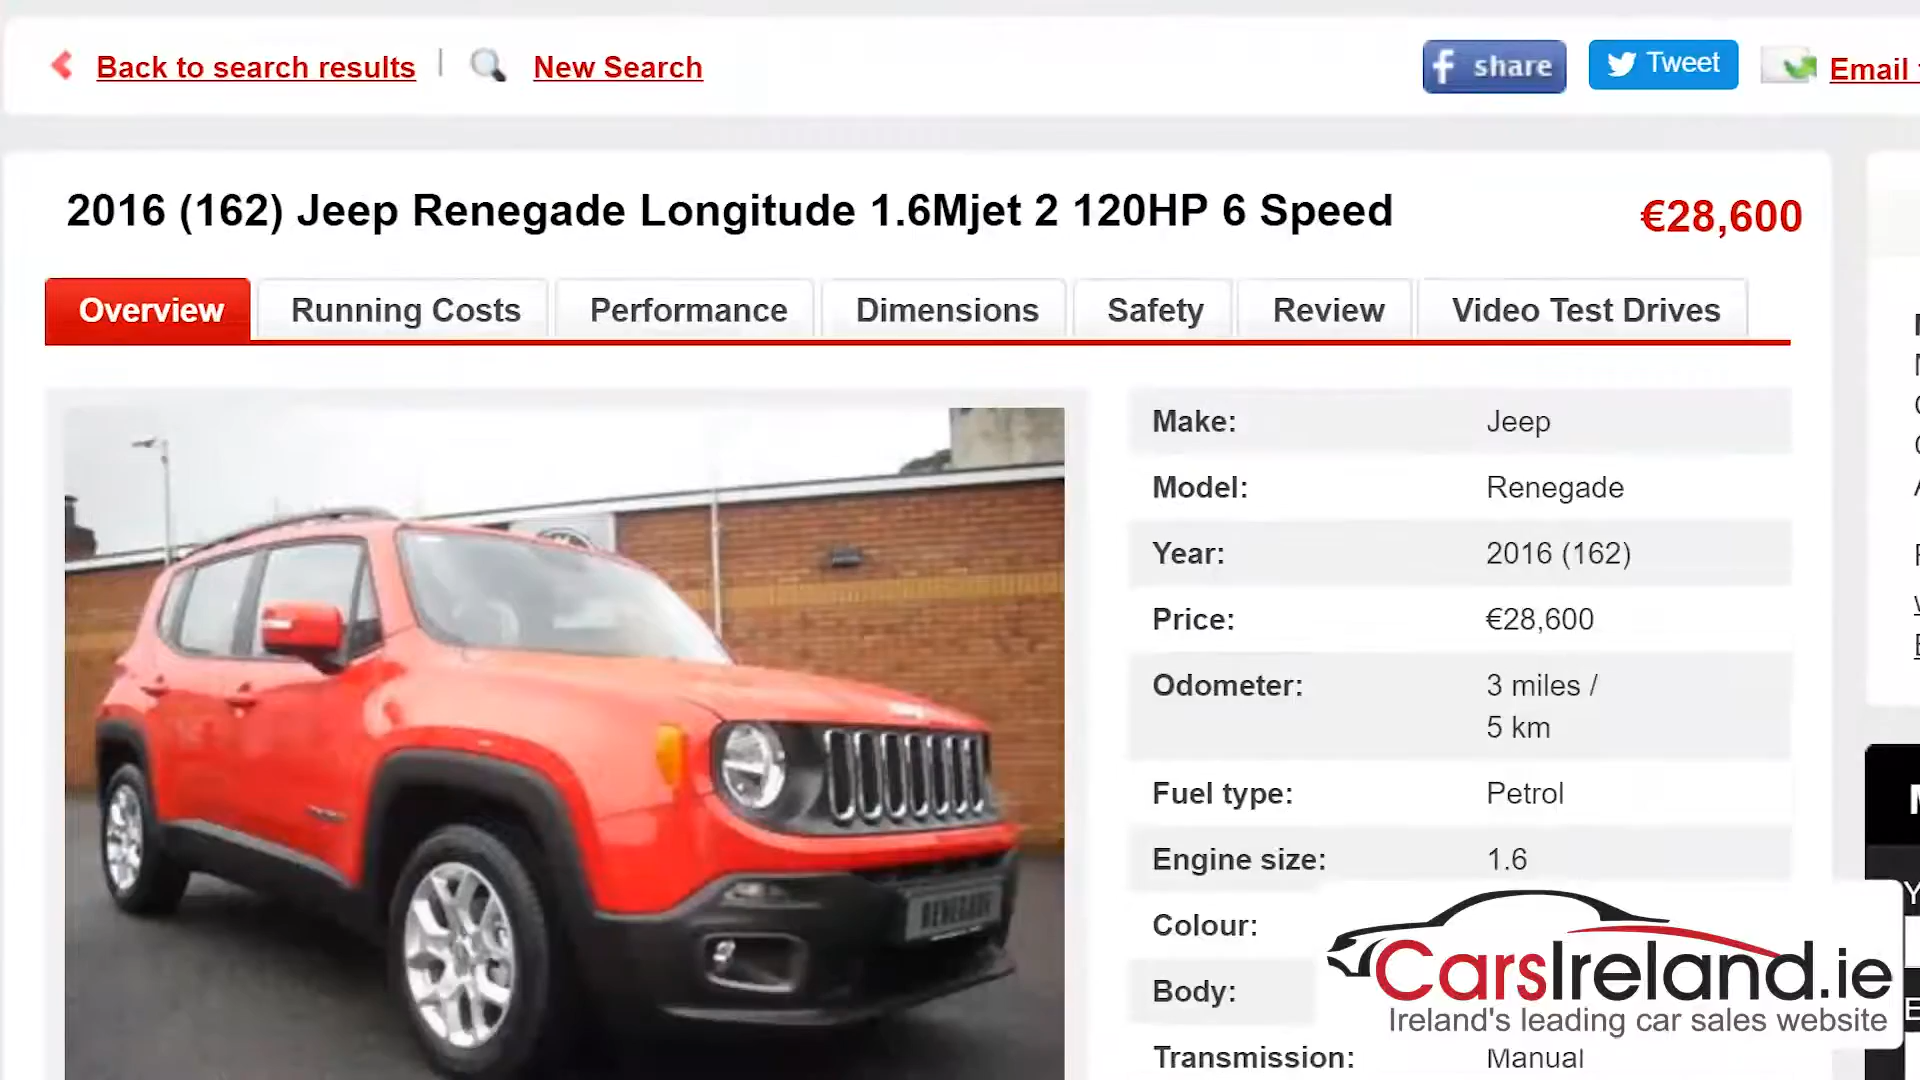 Back to search results | New Search
share
Tweet
Email
2016 (162) Jeep Renegade Longitude 1.6Mjet 2 120HP 6 Speed
€28,600
Overview
Running Costs
Performance
Dimensions
Safety
Review
Video Test Drives
Make: Jeep
Model: Renegade
Year: 2016 (162)
Price: €28,600
Odometer: 3 miles /
5 km
Fuel type: Petrol
Engine size: 1.6
Colour:
Body:
Transmission: Manual
RENEGADE
CarsIreland.ie
Ireland's leading car sales website